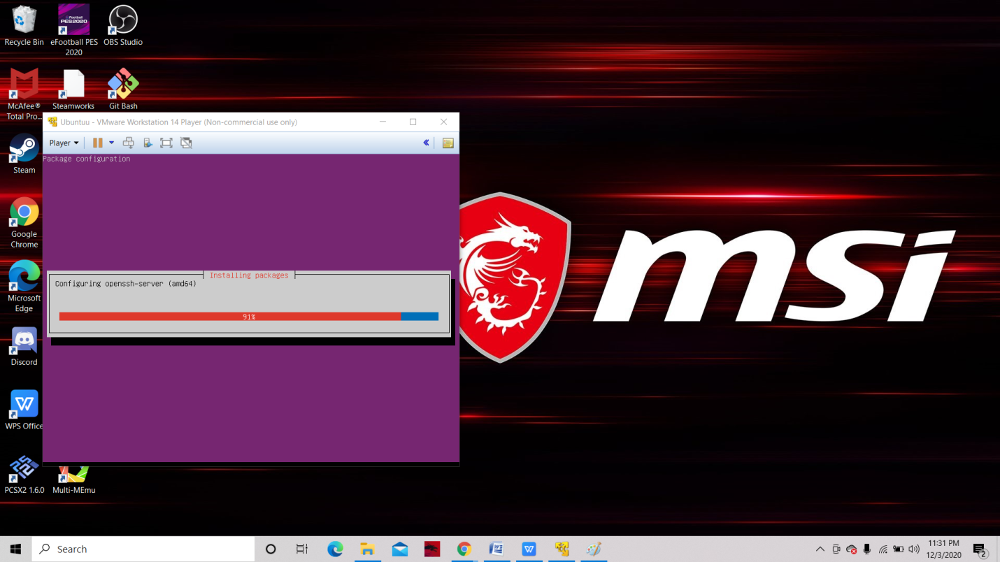 Recycle Bin
eFootball PES 2020
OBS Studio
McAfee® Total Pro...
Steamworks
Git Bash
Ubuntuu - VMware Workstation 14 Player (Non-commercial use only)
Player
Steam
Package configuration
Google Chrome
msi
Installing packages
Configuring openssh-server (amd64)
91%
Microsoft Edge
Discord
WPS Office
PCSX2 1.6.0
Multi-MEmu
Search
11:31 PM
12/3/2020
2